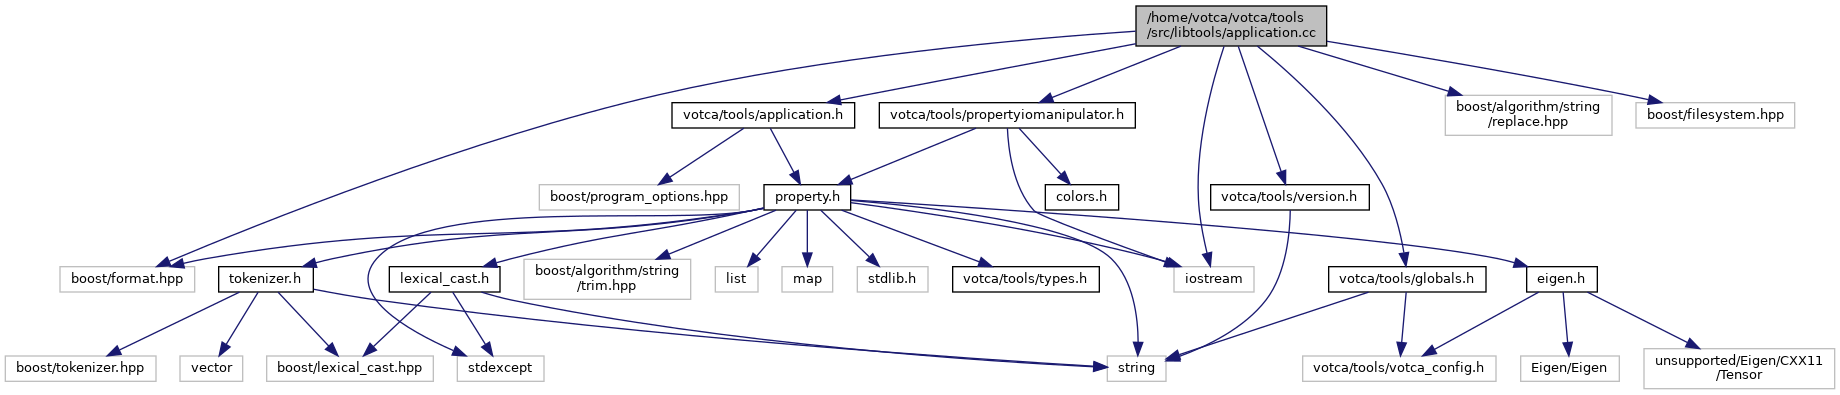 /home/votca/votca/tools
/src/libtools/application.cc
votca/tools/application.h
votca/tools/propertyiomanipulator.h
boost/algorithm/string
/replace.hpp
boost/filesystem.hpp
boost/program_options.hpp
property.h
colors.h
votca/tools/version.h
boost/format.hpp
tokenizer.h
lexical_cast.h
boost/algorithm/string
/trim.hpp
list
map
stdlib.h
votca/tools/types.h
iostream
votca/tools/globals.h
eigen.h
boost/tokenizer.hpp
vector
boost/lexical_cast.hpp
stdexcept
string
votca/tools/votca_config.h
Eigen/Eigen
unsupported/Eigen/CXX11
/Tensor